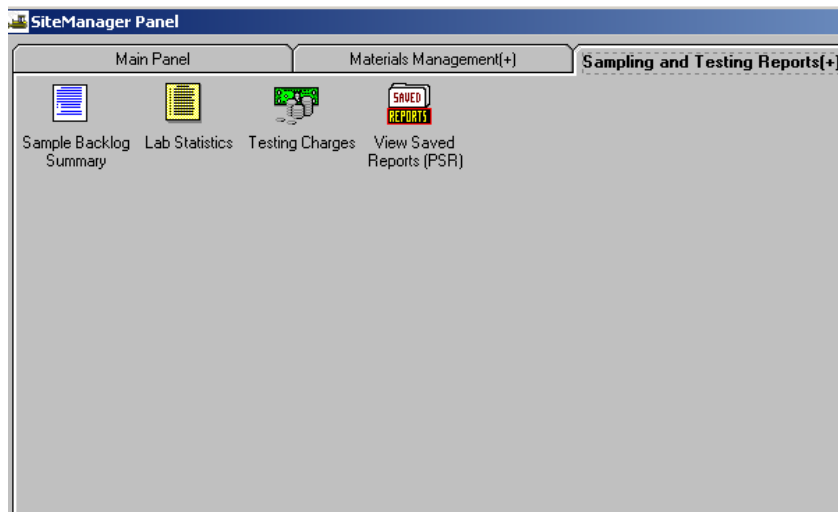 SiteManager Panel
Main Panel
Materials Management(+)
Sampling and Testing Reports(+)
Sample Backlog
Summary
Lab Statistics
Testing Charges
SAVED
REPORTS
View Saved
Reports (PSR)